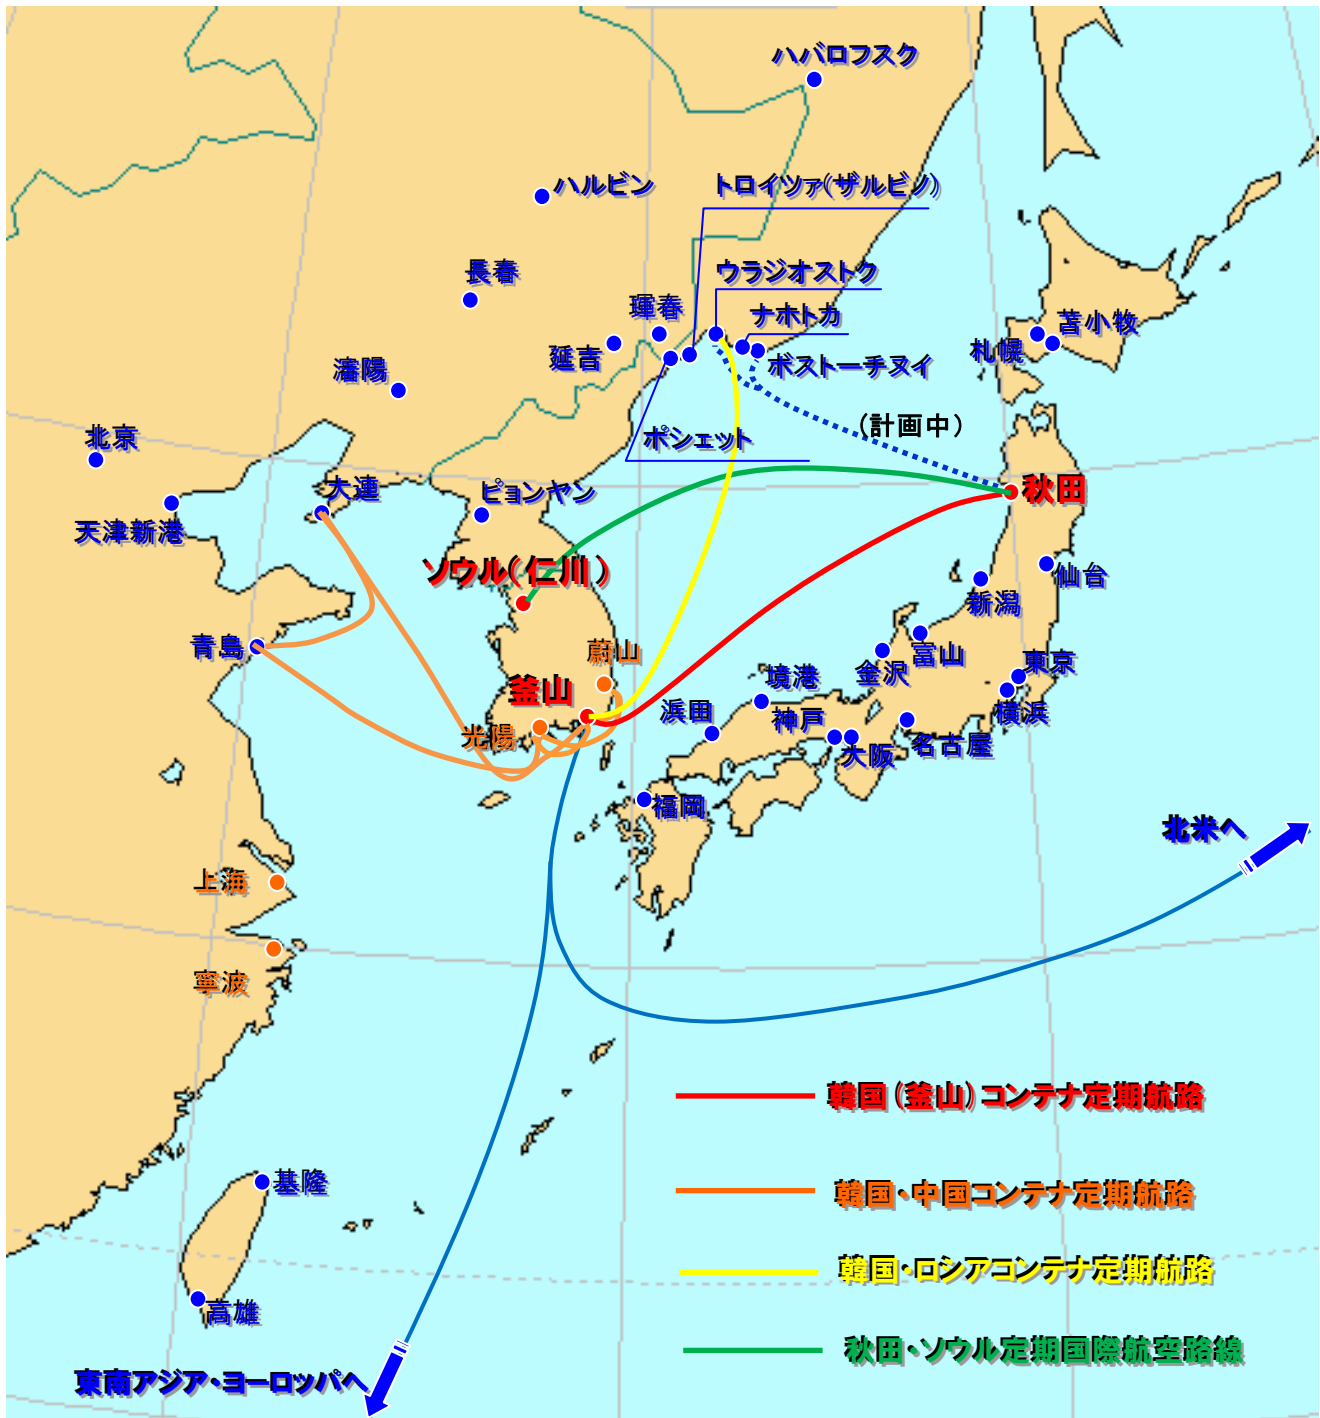 ハバロフスク
ハルビン
トロイツァ(ザルビノ)
長春
ウラジオストク
琿春
ナホトカ
苫小牧
札幌
延吉
ボストーチヌイ
瀋陽
(計画中)
北京
ポシェット
大連
ピョンヤン
秋田
天津新港
ソウル(仁川)
仙台
新潟
青島
蔚山
富山
金沢
東京
釜山
境港
浜田
神戸
横浜
光陽
名古屋
大阪
福岡
北米へ
上海
寧波
韓国(釜山)コンテナ定期航路
基隆
韓国・中国コンテナ定期航路
韓国・ロシアコンテナ定期航路
高雄
秋田・ソウル定期国際航空路線
東南アジア・ヨーロッパへ